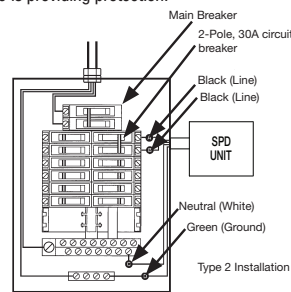 is providing protection.
Main Breaker
2-Pole, 30A circuit
breaker
Black (Line)
Black (Line)
SPD
UNIT
Neutral (White)
Green (Ground)
Type 2 Installation